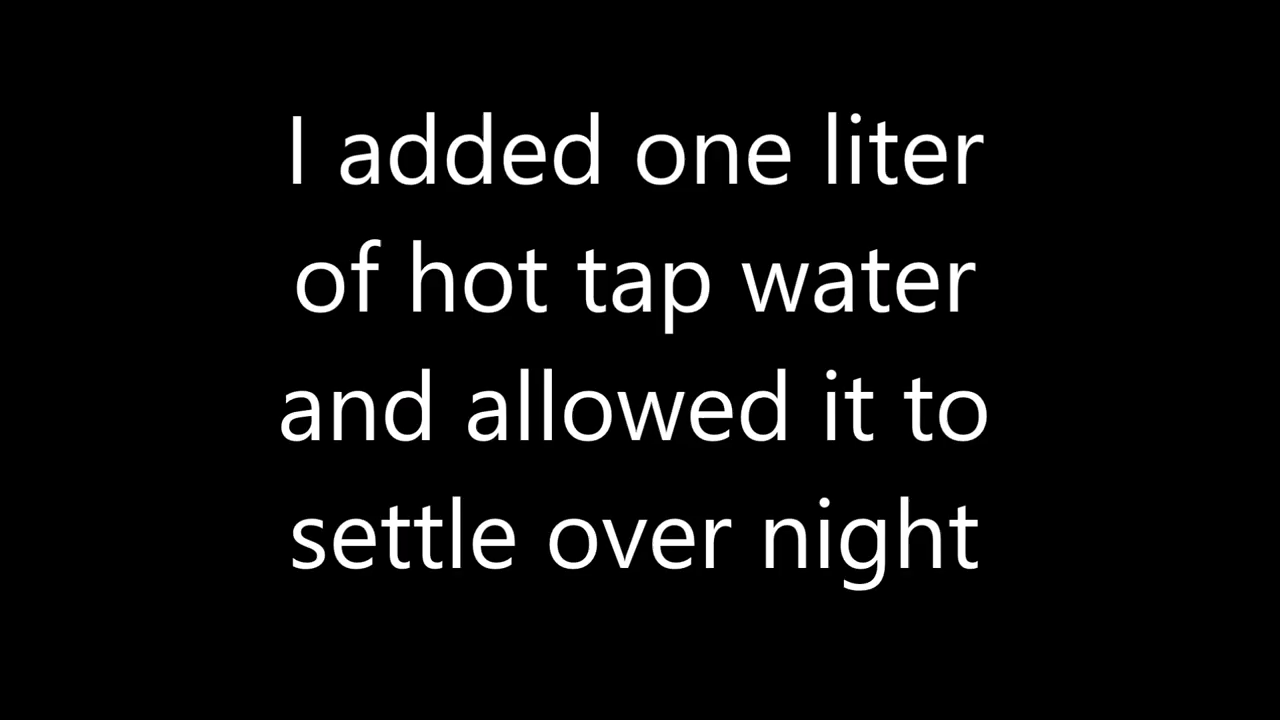 I added one liter
of hot tap water
and allowed it to
settle over night